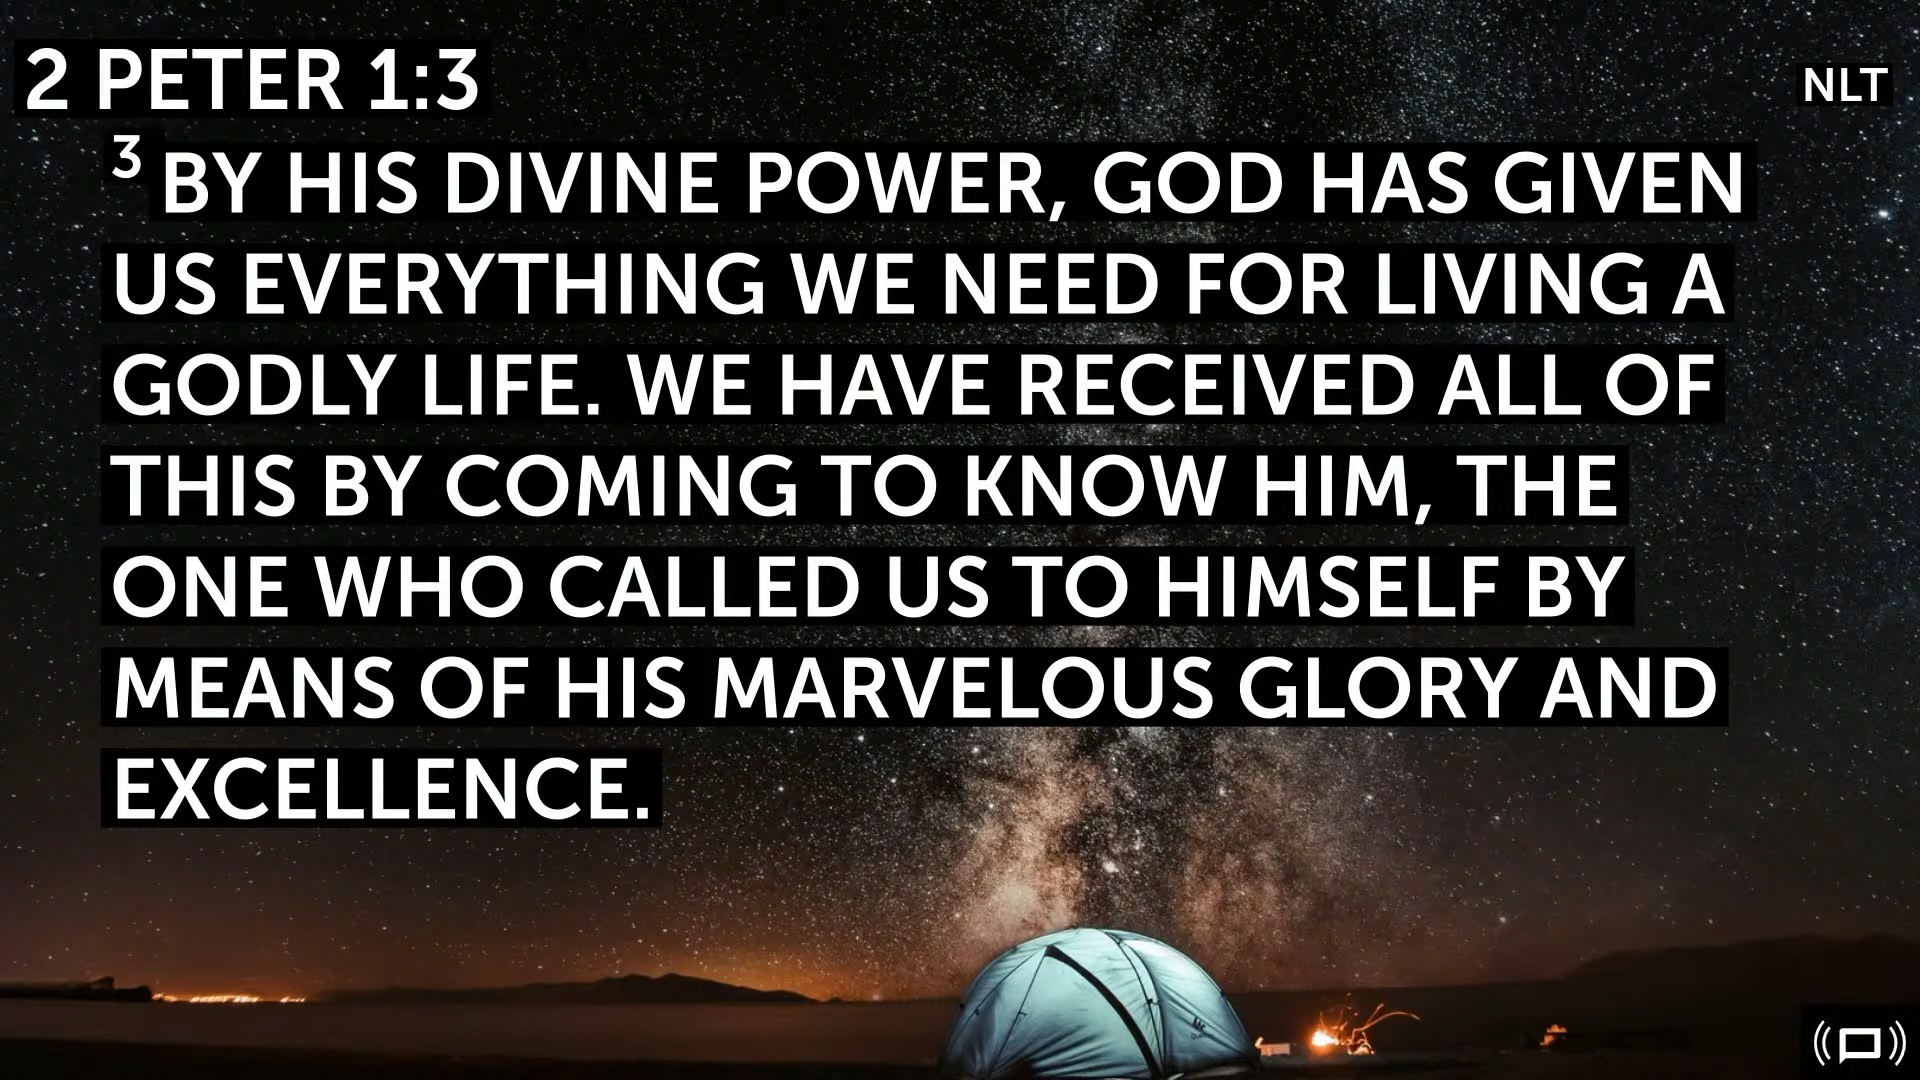 2 PETER 1:3
NLT
3 BY HIS DIVINE POWER, GOD HAS GIVEN
US EVERYTHING WE NEED FOR LIVING A
GODLY LIFE. WE HAVE RECEIVED ALL OF
THIS BY COMING TO KNOW HIM, THE
ONE WHO CALLED US TO HIMSELF BY
MEANS OF HIS MARVELOUS GLORY AND
EXCELLENCE.